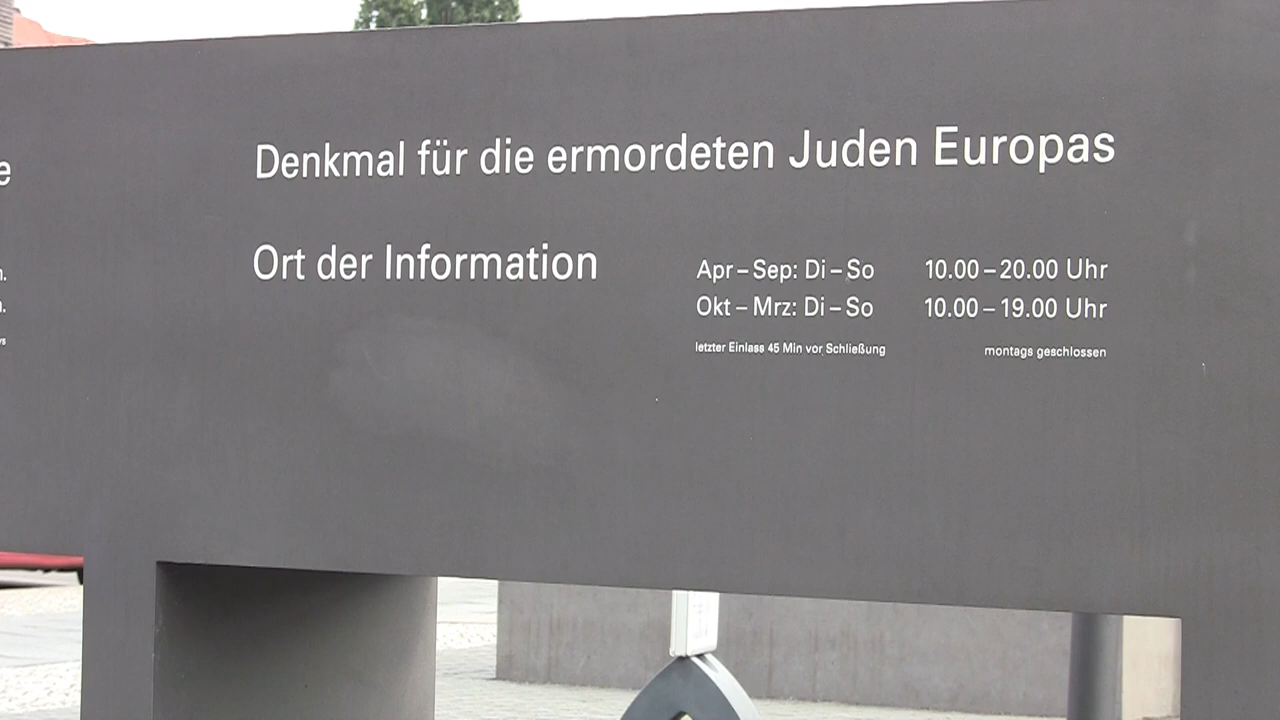 Denkmal für die ermordeten Juden Europas
Ort der Information
Apr – Sep: Di – So 10.00 – 20.00 Uhr
Okt – Mrz: Di – So 10.00 – 19.00 Uhr
letzter Einlass 45 Min vor Schließung montags geschlossen